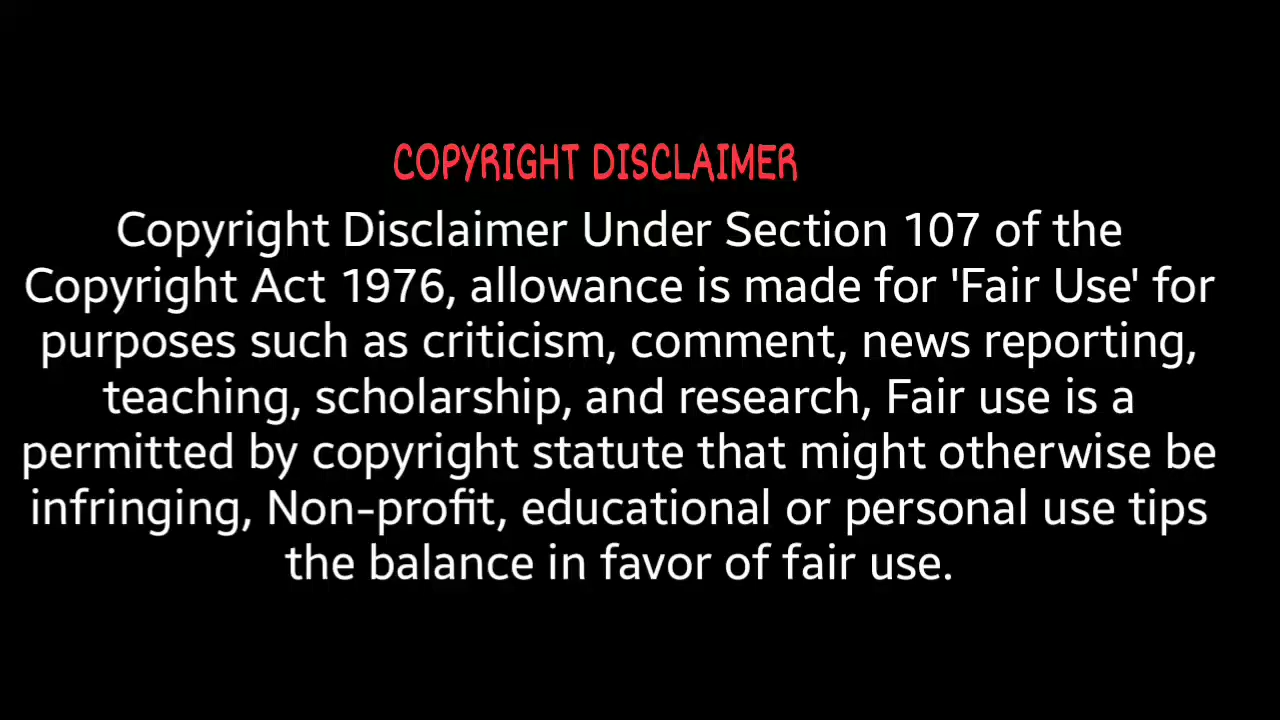 COPYRIGHT DISCLAIMER
Copyright Disclaimer Under Section 107 of the
Copyright Act 1976, allowance is made for 'Fair Use' for
purposes such as criticism, comment, news reporting,
teaching, scholarship, and research, Fair use is a
permitted by copyright statute that might otherwise be
infringing, Non-profit, educational or personal use tips
the balance in favor of fair use.